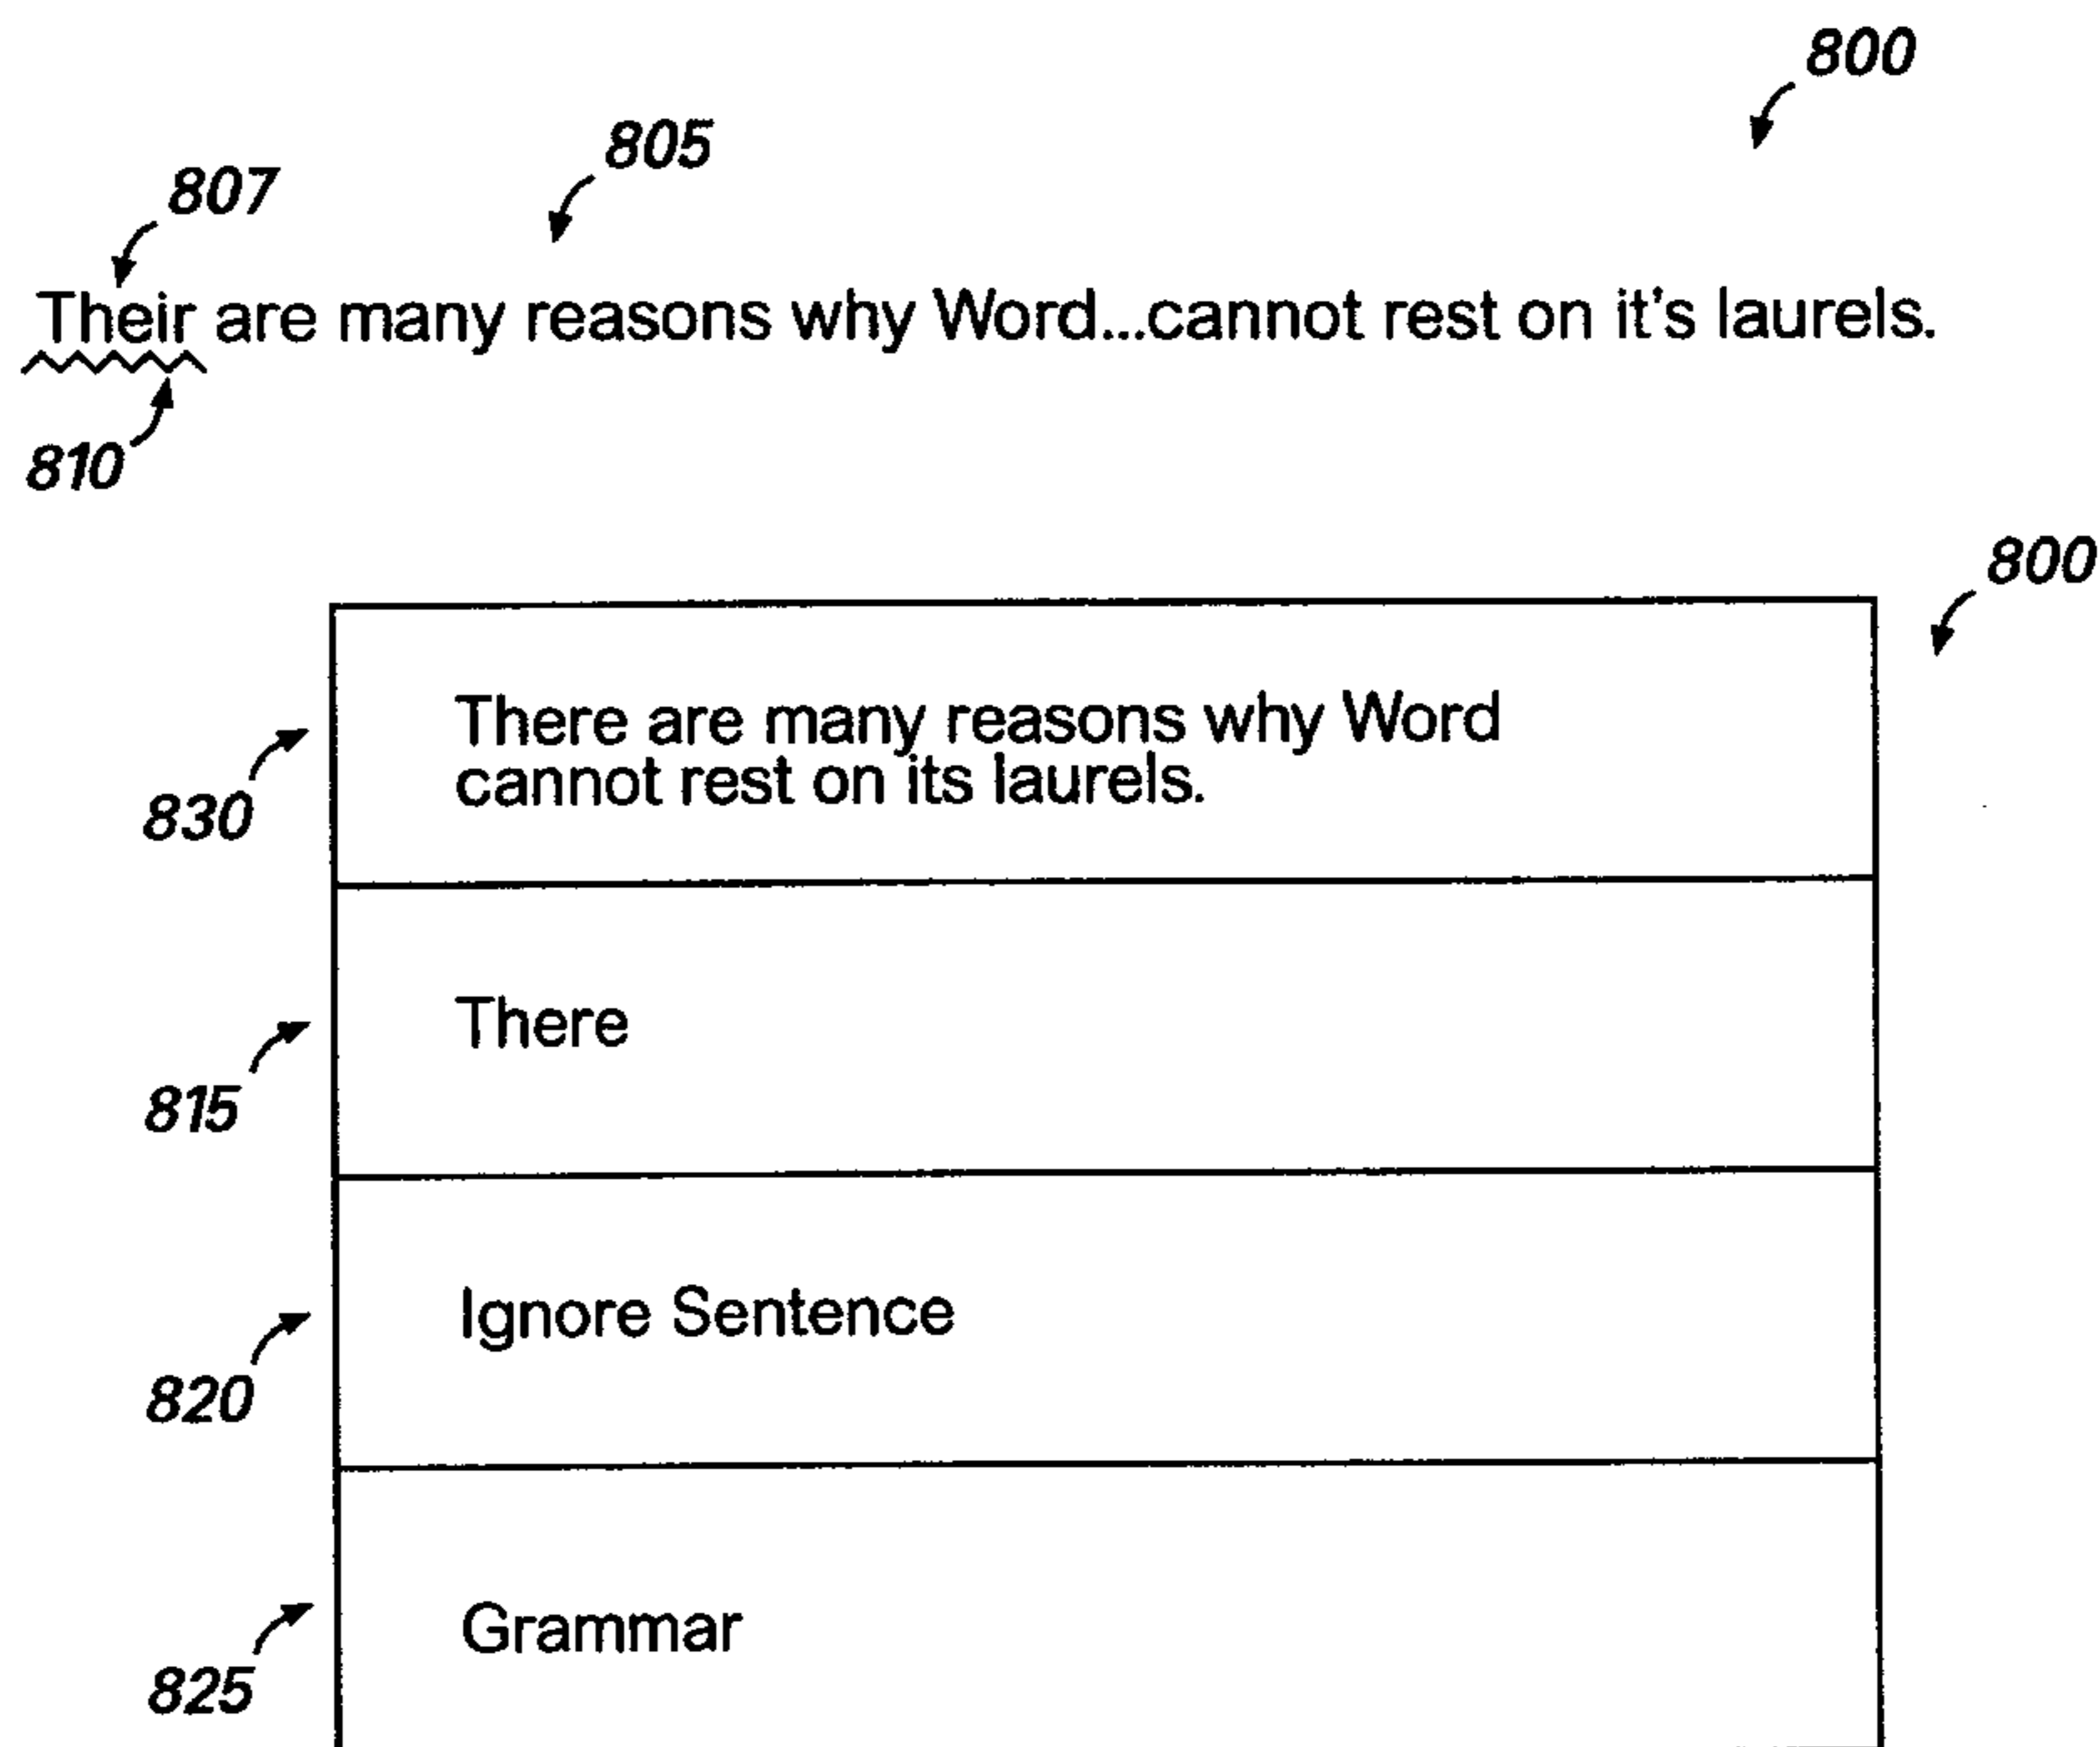 800
805
807
Their are many reasons why Word...cannot rest on it's laurels.
810
800
There are many reasons why Word
cannot rest on its laurels.
830
There
815
Ignore Sentence
820
Grammar
825